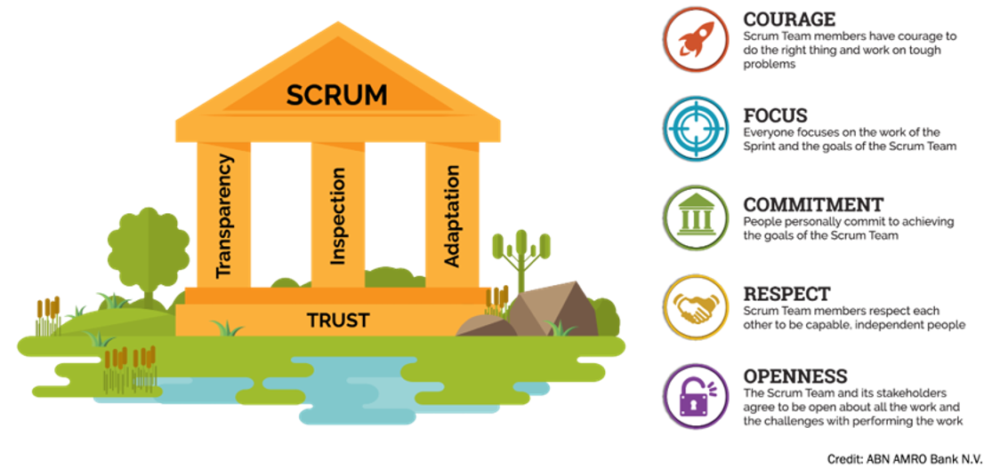 SCRUM
Transparency
Inspection
Adaptation
TRUST
COURAGE
Scrum Team members have courage to
do the right thing and work on tough
problems
FOCUS
Everyone focuses on the work of the
Sprint and the goals of the Scrum Team
COMMITMENT
People personally commit to achieving
the goals of the Scrum Team
RESPECT
Scrum Team members respect each
other to be capable, independent people
OPENNESS
The Scrum Team and its stakeholders
agree to be open about all the work and
the challenges with performing the work
Credit: ABN AMRO Bank N.V.